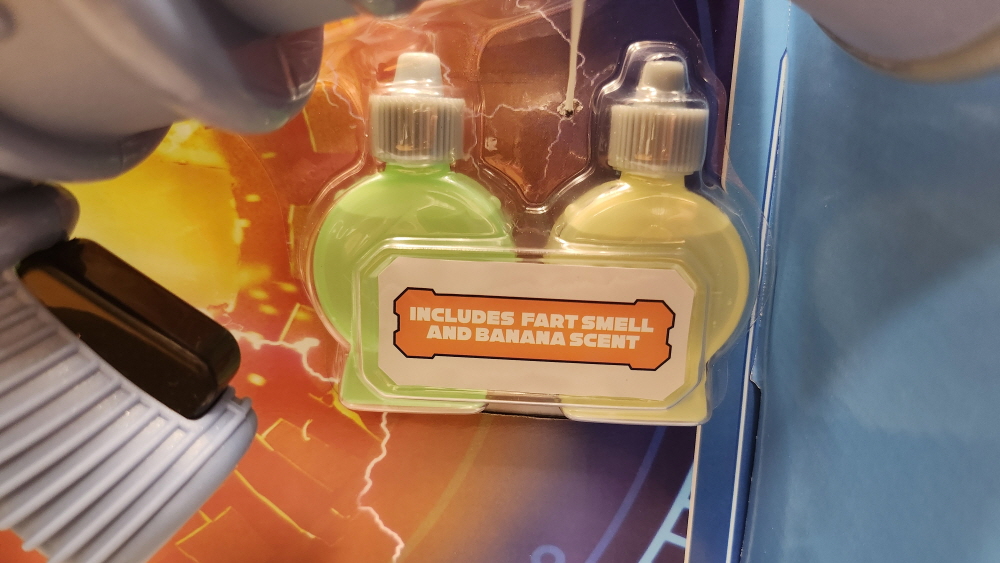 INCLUDES FART SMELL
AND BANANA SCENT